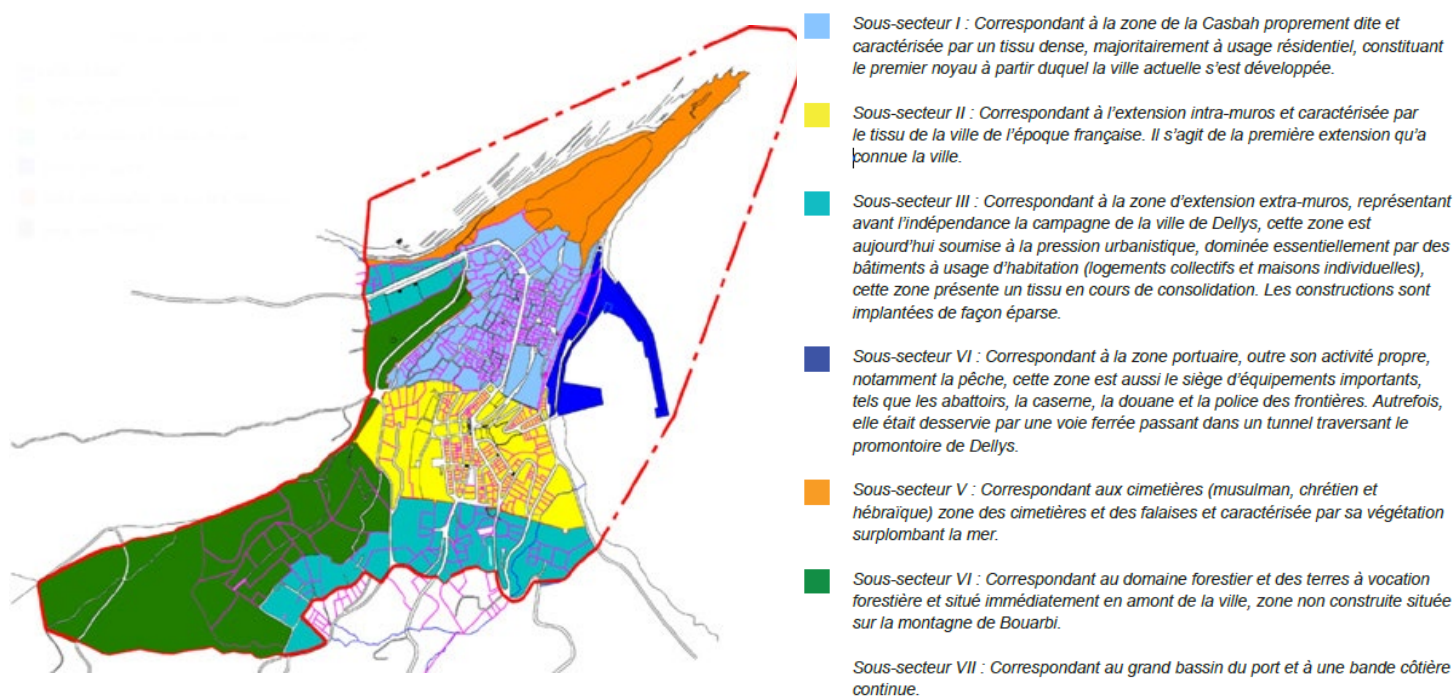 Sous-secteur I : Correspondant à la zone de la Casbah proprement dite et
caractérisée par un tissu dense, majoritairement à usage résidentiel, constituant
le premier noyau à partir duquel la ville actuelle s’est développée.
Sous-secteur II : Correspondant à l’extension intra-muros et caractérisée par
le tissu de la ville de l’époque française. Il s’agit de la première extension qu’a
connue la ville.
Sous-secteur III : Correspondant à la zone d’extension extra-muros, représentant
avant l’indépendance la campagne de la ville de Dellys, cette zone est
aujourd’hui soumise à la pression urbanistique, dominée essentiellement par des
bâtiments à usage d’habitation (logements collectifs et maisons individuelles),
cette zone présente un tissu en cours de consolidation. Les constructions sont
implantées de façon éparse.
Sous-secteur VI : Correspondant à la zone portuaire, outre son activité propre,
notamment la pêche, cette zone est aussi le siège d’équipements importants,
tels que les abattoirs, la caserne, la douane et la police des frontières. Autrefois,
elle était desservie par une voie ferrée passant dans un tunnel traversant le
promontoire de Dellys.
Sous-secteur V : Correspondant aux cimetières (musulman, chrétien et
hébraïque) zone des cimetières et des falaises et caractérisée par sa végétation
surplombant la mer.
Sous-secteur VI : Correspondant au domaine forestier et des terres à vocation
forestière et situé immédiatement en amont de la ville, zone non construite située
sur la montagne de Bouarbi.
Sous-secteur VII : Correspondant au grand bassin du port et à une bande côtière
continue.